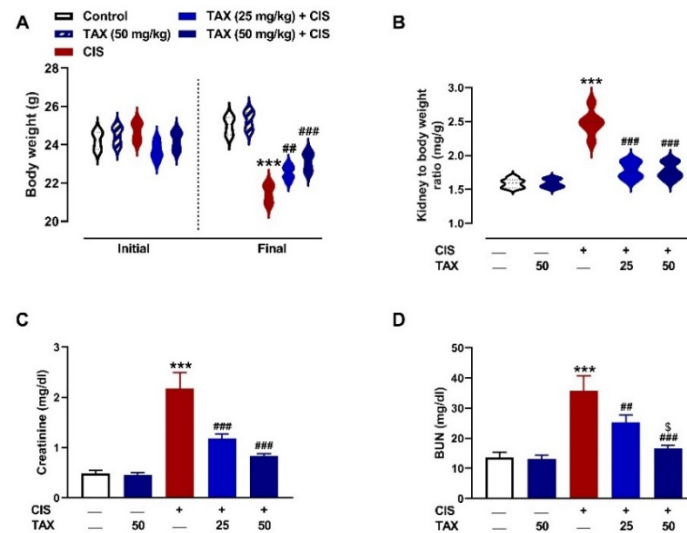 A
Control
TAX (50 mg/kg)
CIS
TAX (25 mg/kg) + CIS
TAX (50 mg/kg) + CIS
Body weight (g)
28
26
24
22
20
***
##
###
Initial
Final
B
Kidney to body weight
ratio (mg/g)
3.0
2.5
2.0
1.5
1.0
***
###
###
CIS — — + + +
TAX — 50 — 25 50
C
Creatinine (mg/dl)
3
2
1
0
***
###
###
CIS — — + + +
TAX — 50 — 25 50
D
BUN (mg/dl)
50
40
30
20
10
0
***
##
$
###
CIS — — + + +
TAX — 50 — 25 50